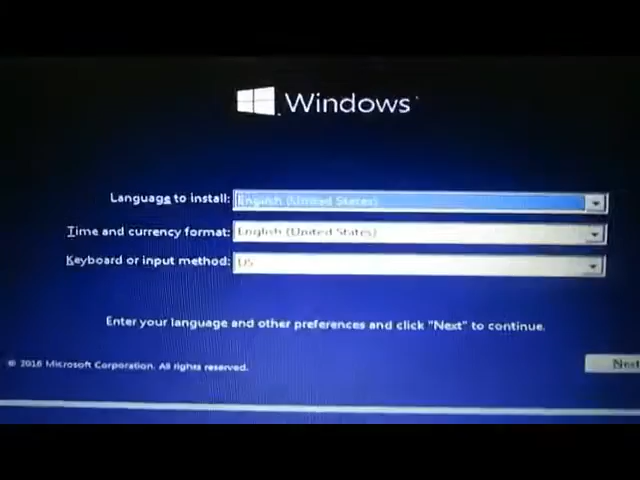 Windows
Language to install: English (United States)
Time and currency format: English (United States)
Keyboard or input method: US
Enter your language and other preferences and click "Next" to continue.
© 2016 Microsoft Corporation. All rights reserved.
Next